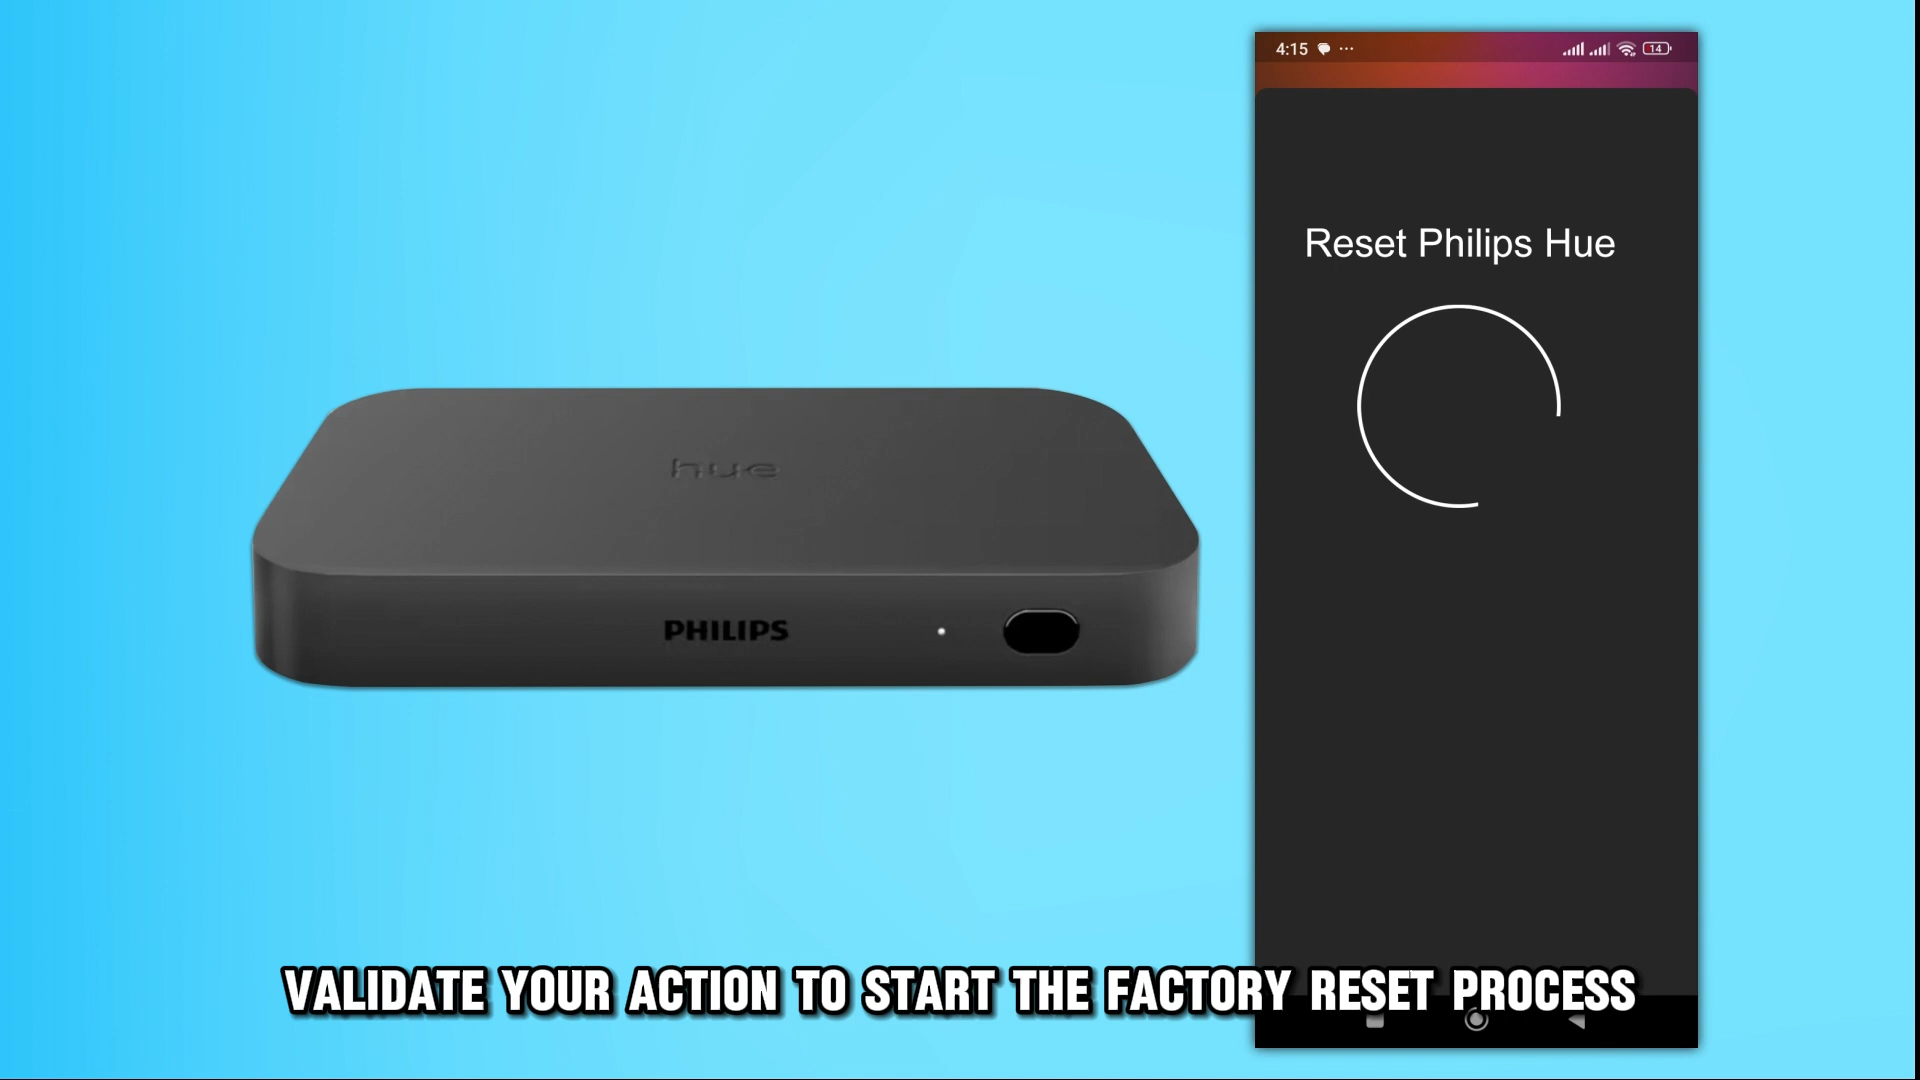 4:15
14
Reset Philips Hue
hue
PHILIPS
VALIDATE YOUR ACTION TO START THE FACTORY RESET PROCESS